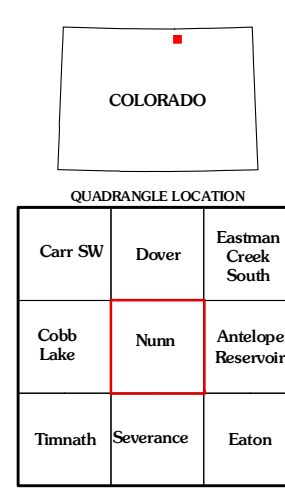 COLORADO
QUADRANGLE LOCATION
Carr SW
Dover
Eastman
Creek
South
Cobb
Lake
Nunn
Antelope
Reservoir
Timnath
Severance
Eaton